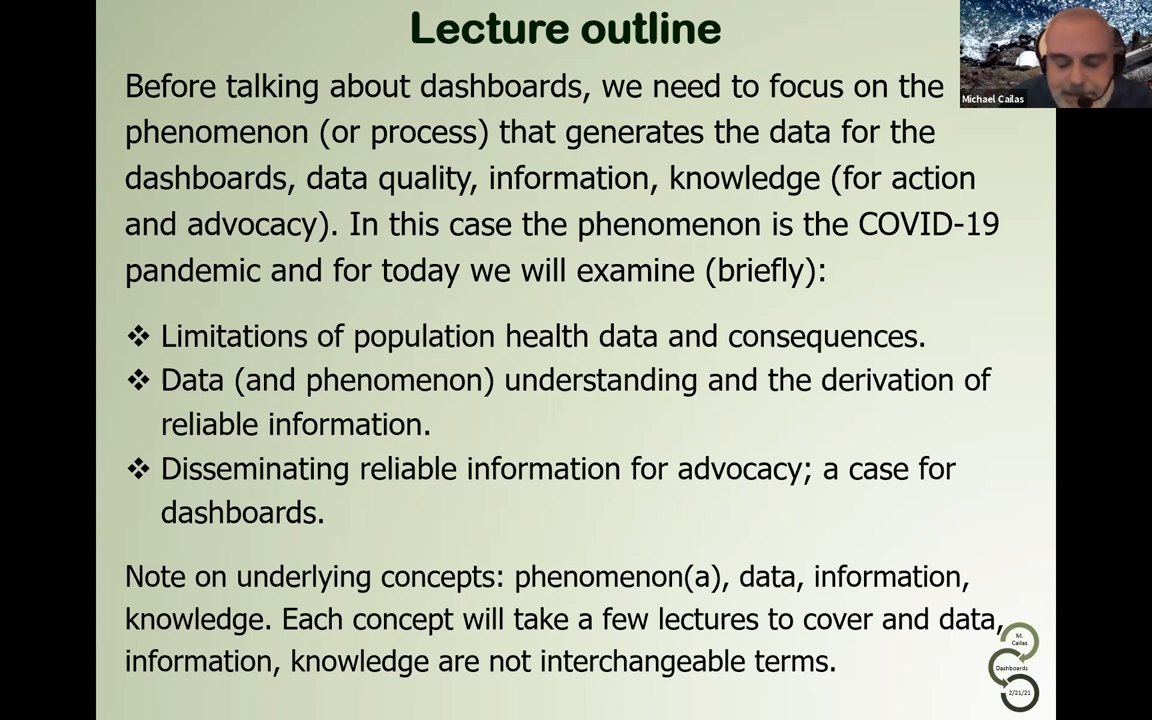 Lecture outline
Before talking about dashboards, we need to focus on the
phenomenon (or process) that generates the data for the
dashboards, data quality, information, knowledge (for action
and advocacy). In this case the phenomenon is the COVID-19
pandemic and for today we will examine (briefly):
❖ Limitations of population health data and consequences.
❖ Data (and phenomenon) understanding and the derivation of
reliable information.
❖ Disseminating reliable information for advocacy; a case for
dashboards.
Note on underlying concepts: phenomenon(a), data, information,
knowledge. Each concept will take a few lectures to cover and data,
information, knowledge are not interchangeable terms.
Michael Cailas
M.
Cailas
Dashboards
2/21/21